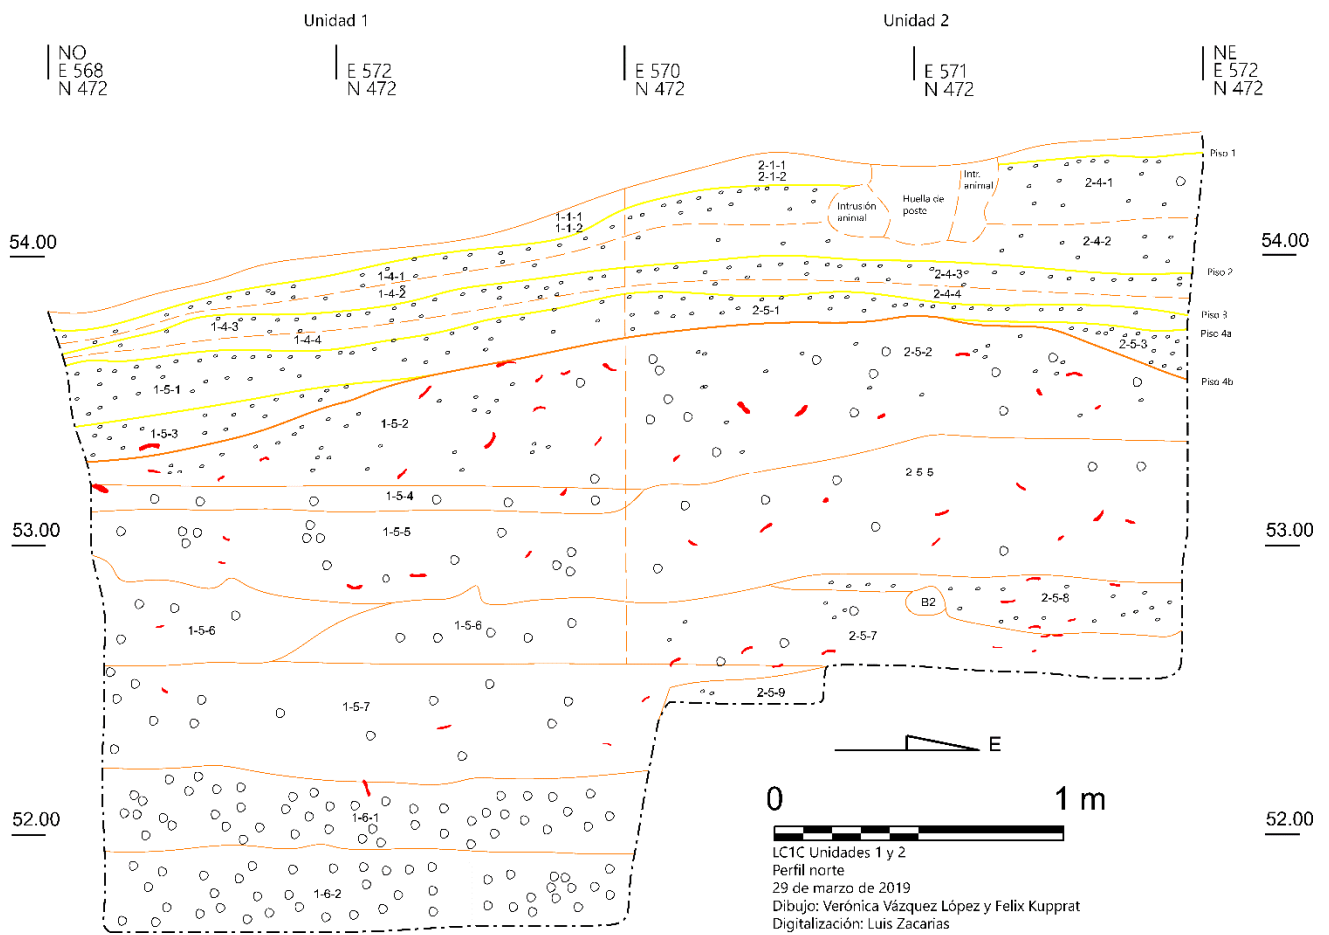 Unidad 1
Unidad 2
NO
E 568
N 472
E 572
N 472
E 570
N 472
E 571
N 472
NE
E 572
N 472
2-1-1
2-1-2
Piso 1
Intr.
animal
2-4-1
Intrusión
animal
Huella de
poste
1-1-1
1-1-2
54.00
54.00
2-4-2
1-4-1
2-4-3
Piso 2
1-4-2
2-4-4
1-4-3
2-5-1
Piso 3
1-4-4
Piso 4a
2-5-3
2-5-2
1-5-1
Piso 4b
1-5-2
1-5-3
2-5-5
1-5-4
53.00
1-5-5
53.00
B2
2-5-8
1-5-6
1-5-6
2-5-7
1-5-7
2-5-9
E
0
1 m
1-6-1
52.00
52.00
1-6-2
LC1C Unidades 1 y 2
Perfil norte
29 de marzo de 2019
Dibujo: Verónica Vázquez López y Felix Kupprat
Digitalización: Luis Zacarias